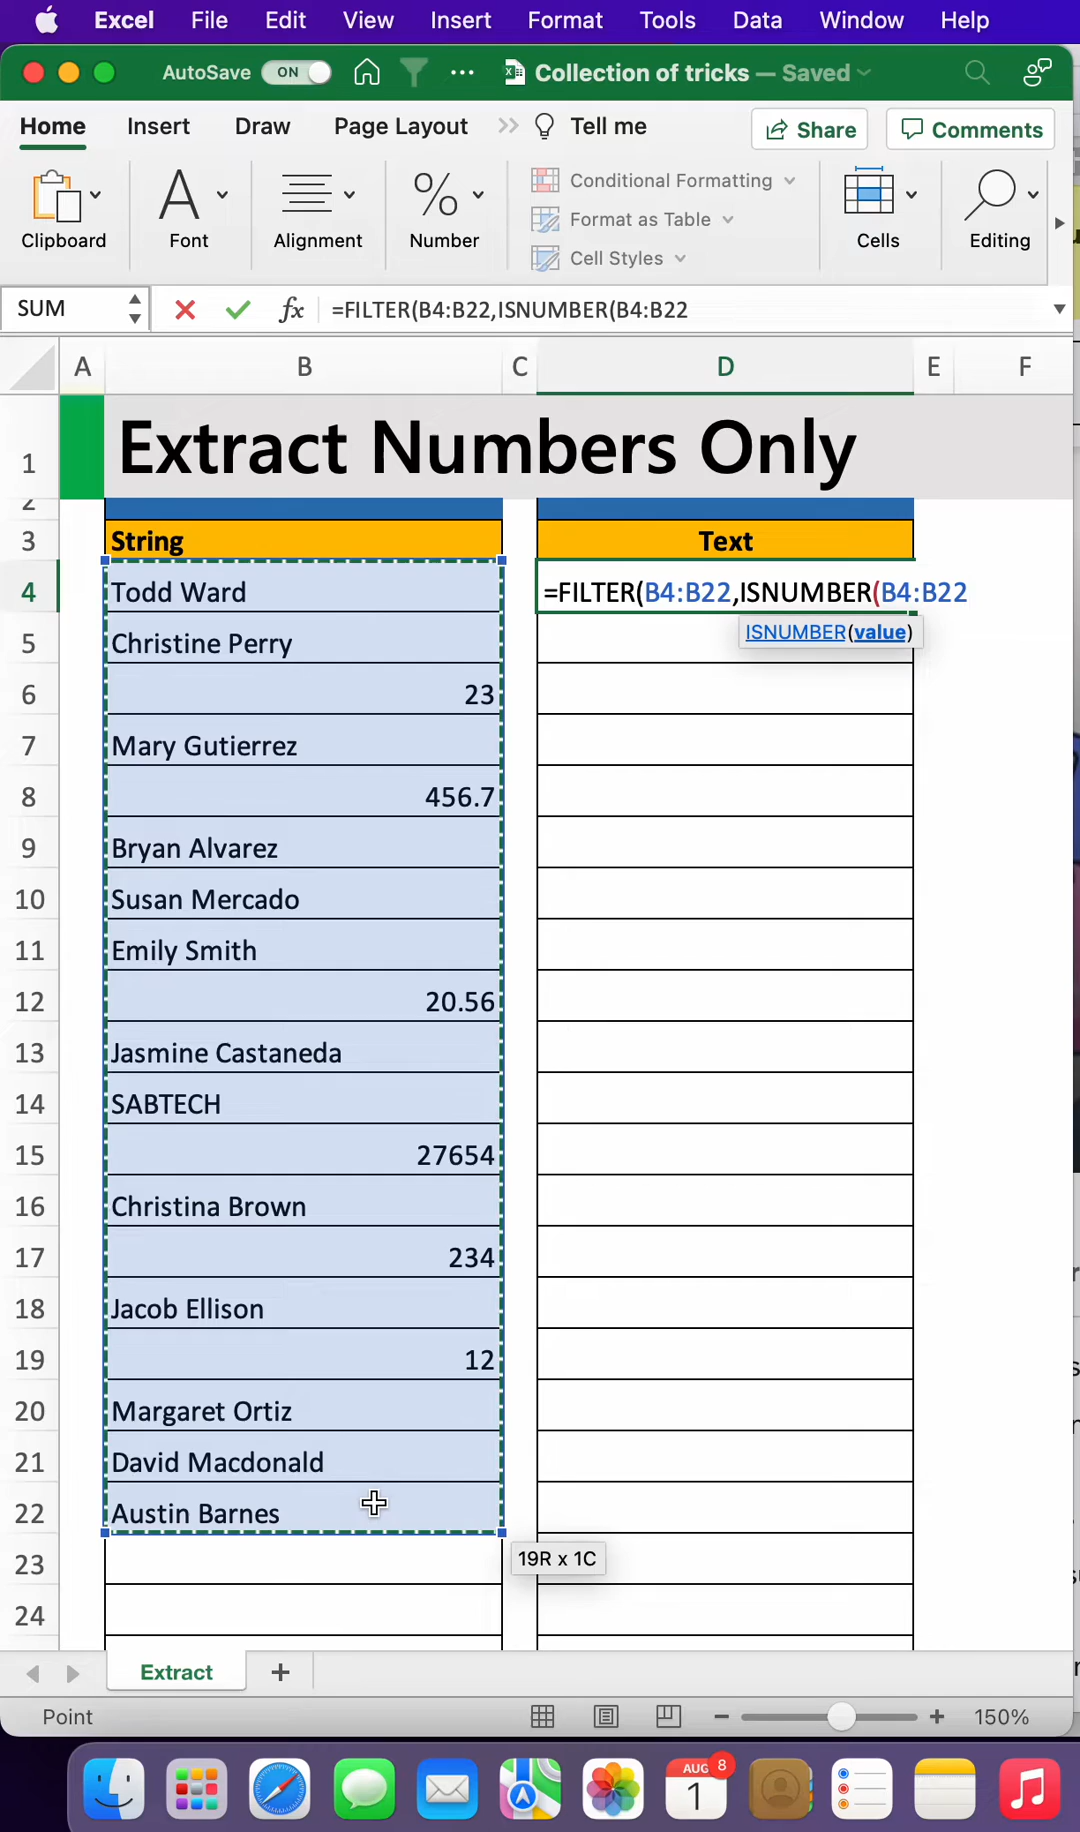 Excel File Edit View Insert Format Tools Data Window Help
AutoSave ON Collection of tricks — Saved
Home Insert Draw Page Layout Tell me Share Comments
Clipboard Font Alignment % Number Conditional Formatting Format as Table Cell Styles Cells Editing
SUM fx =FILTER(B4:B22,ISNUMBER(B4:B22
A B C D E F
1 Extract Numbers Only
2
3 String Text
4 Todd Ward =FILTER(B4:B22,ISNUMBER(B4:B22
ISNUMBER(value)
5 Christine Perry
6 23
7 Mary Gutierrez
8 456.7
9 Bryan Alvarez
10 Susan Mercado
11 Emily Smith
12 20.56
13 Jasmine Castaneda
14 SABTECH
15 27654
16 Christina Brown
17 234
18 Jacob Ellison
19 12
20 Margaret Ortiz
21 David Macdonald
22 Austin Barnes
19R x 1C
23
24
Extract +
Point 150%
AUG 8
1